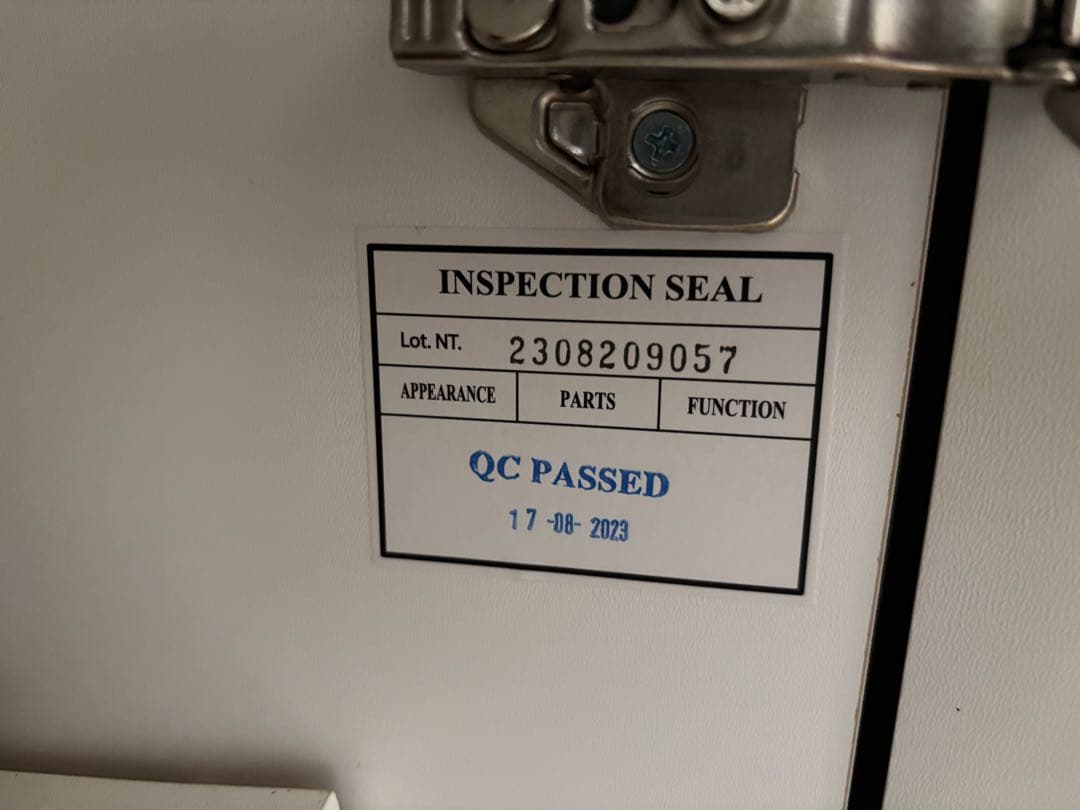 INSPECTION SEAL
Lot. NT. 2308209057
APPEARANCE PARTS FUNCTION
QC PASSED
17 -08- 2023